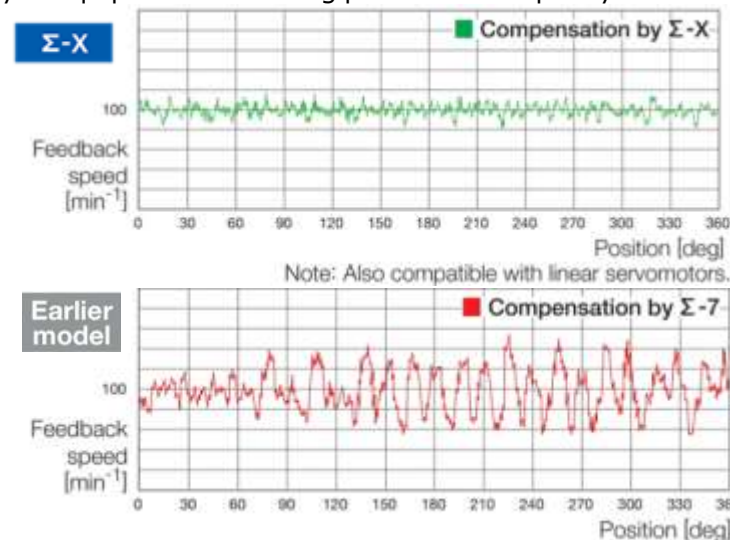 Σ-X
Compensation by Σ-X
100
Feedback
speed
[min-1]
0 30 60 90 120 150 180 210 240 270 300 330 360
Position [deg]
Note: Also compatible with linear servomotors.
Earlier
model
Compensation by Σ-7
100
Feedback
speed
[min-1]
0 30 60 90 120 150 180 210 240 270 300 330 36
Position [deg]